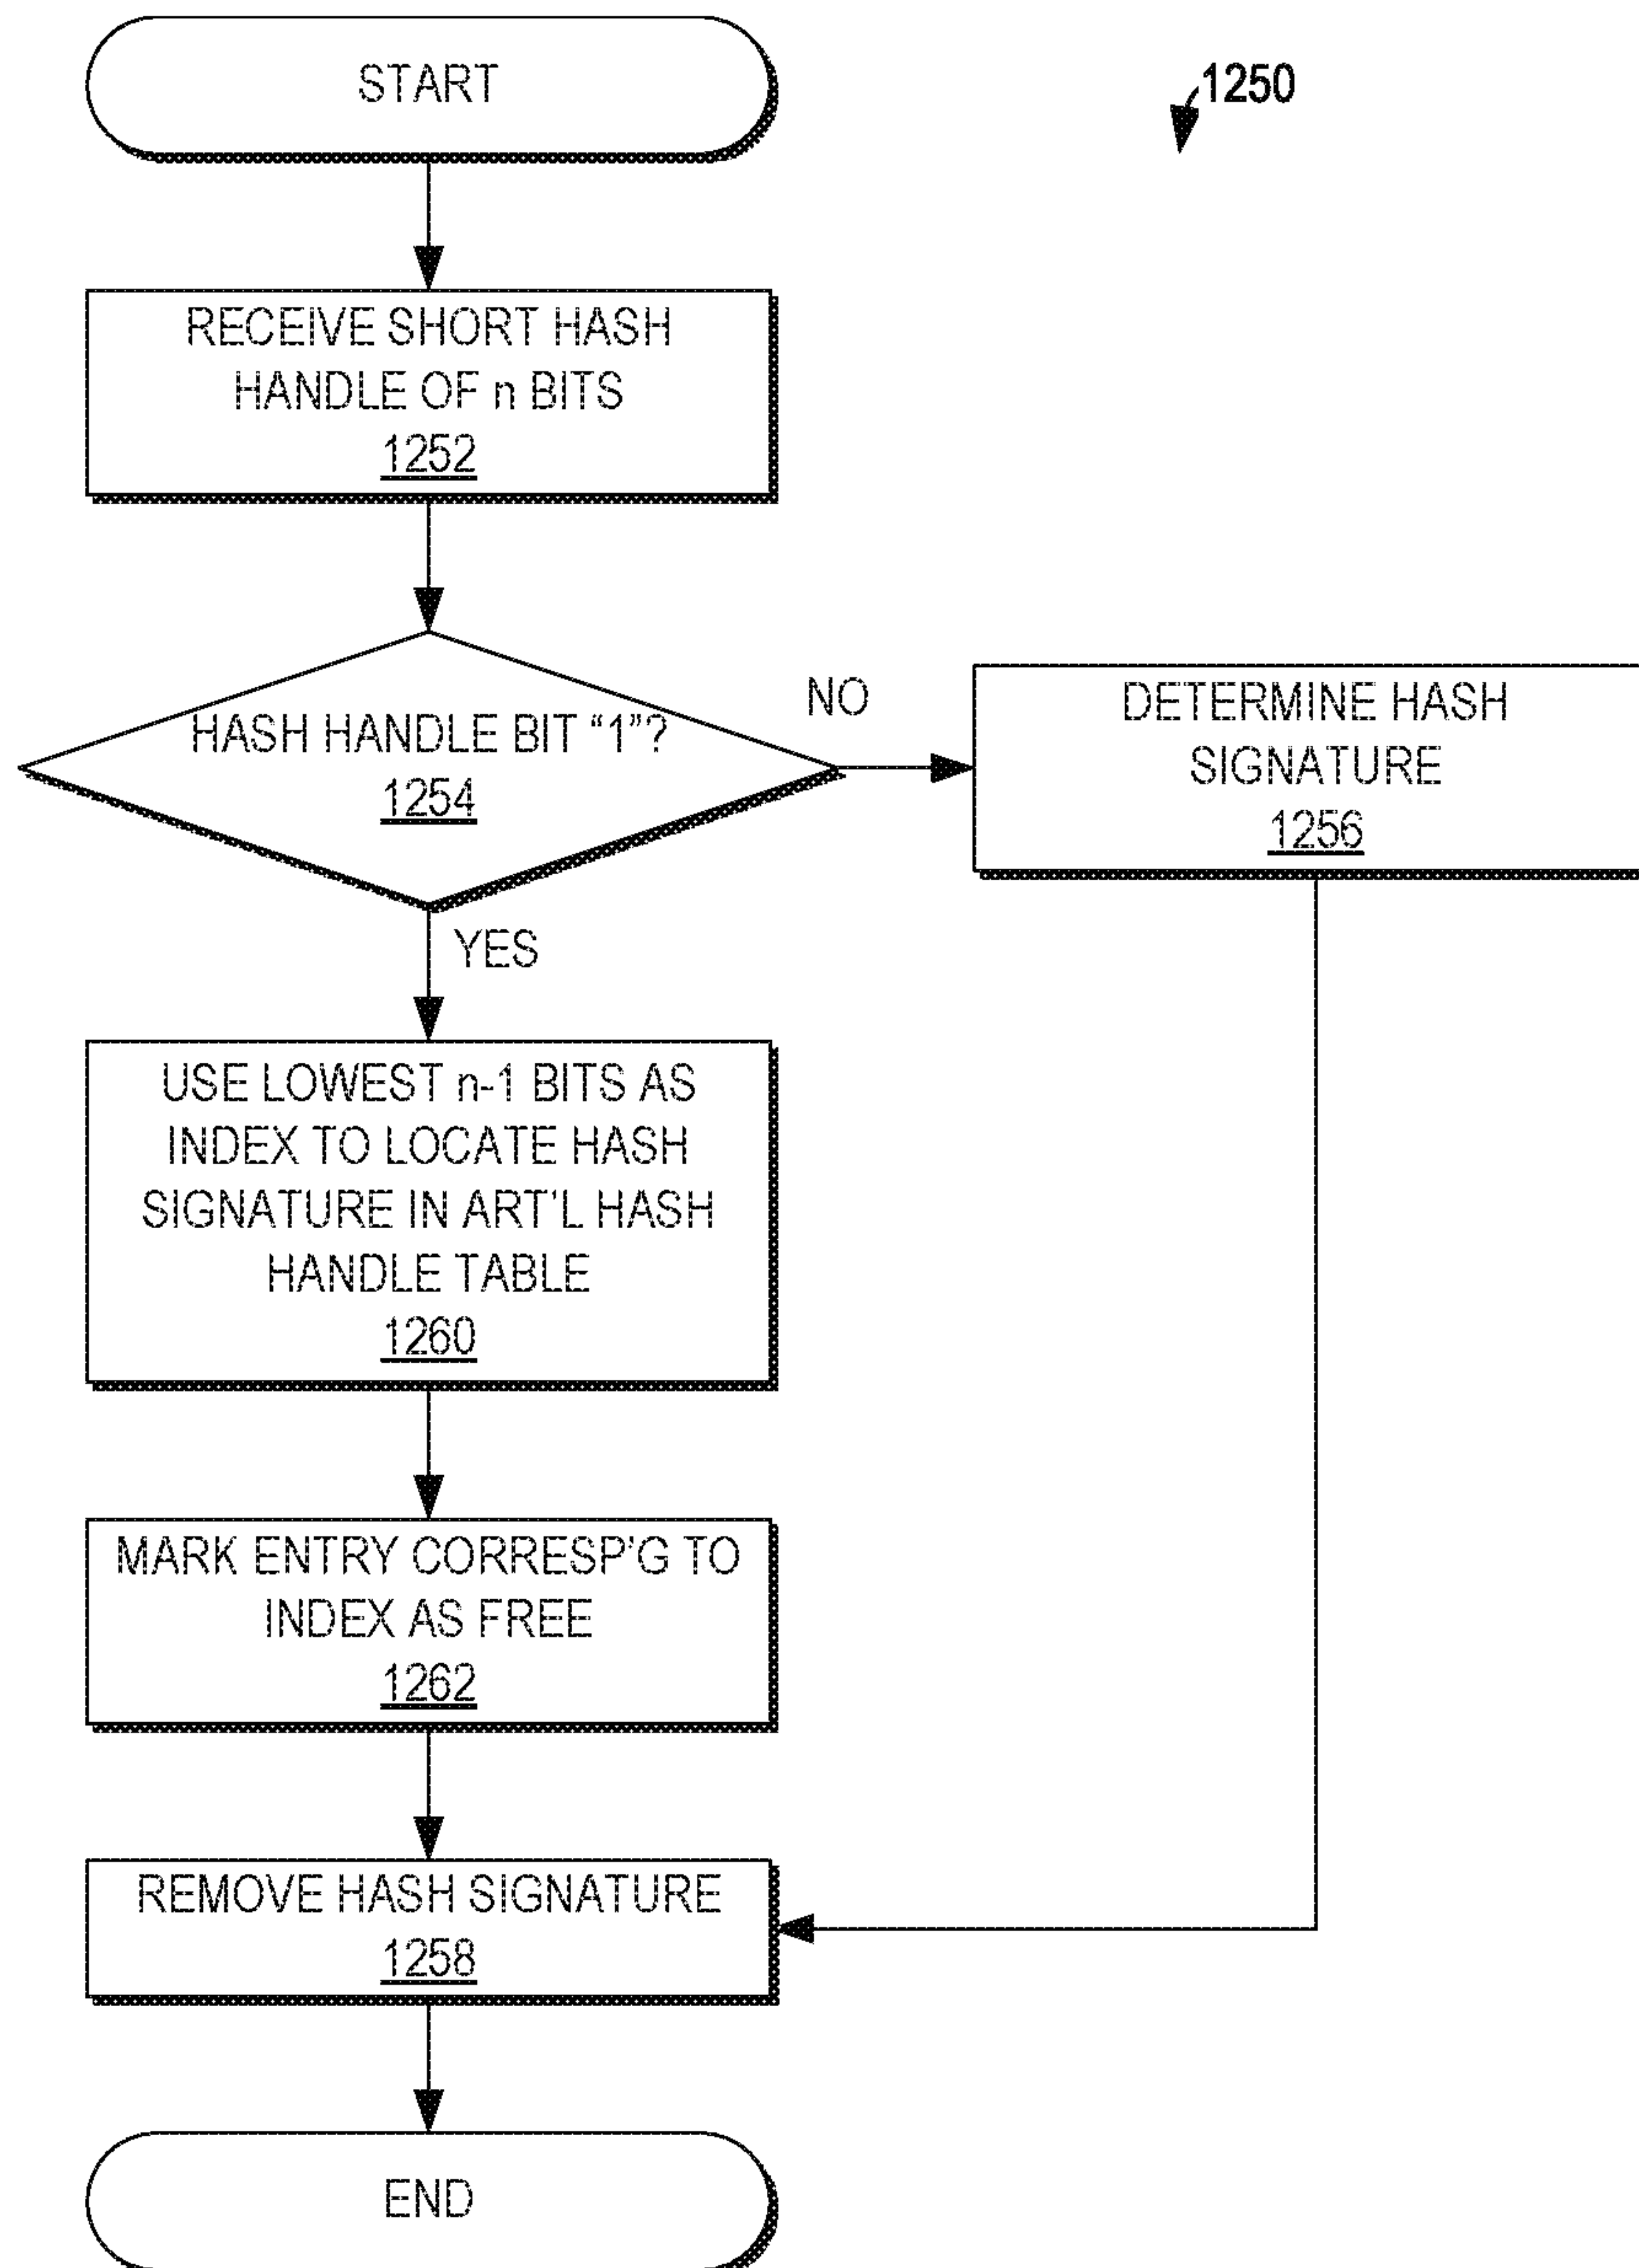 START
1250
RECEIVE SHORT HASH
HANDLE OF n BITS
1252
HASH HANDLE BIT “1”?
1254
NO
DETERMINE HASH
SIGNATURE
1256
YES
USE LOWEST n-1 BITS AS
INDEX TO LOCATE HASH
SIGNATURE IN ART’L HASH
HANDLE TABLE
1260
MARK ENTRY CORRESP’G TO
INDEX AS FREE
1262
REMOVE HASH SIGNATURE
1258
END